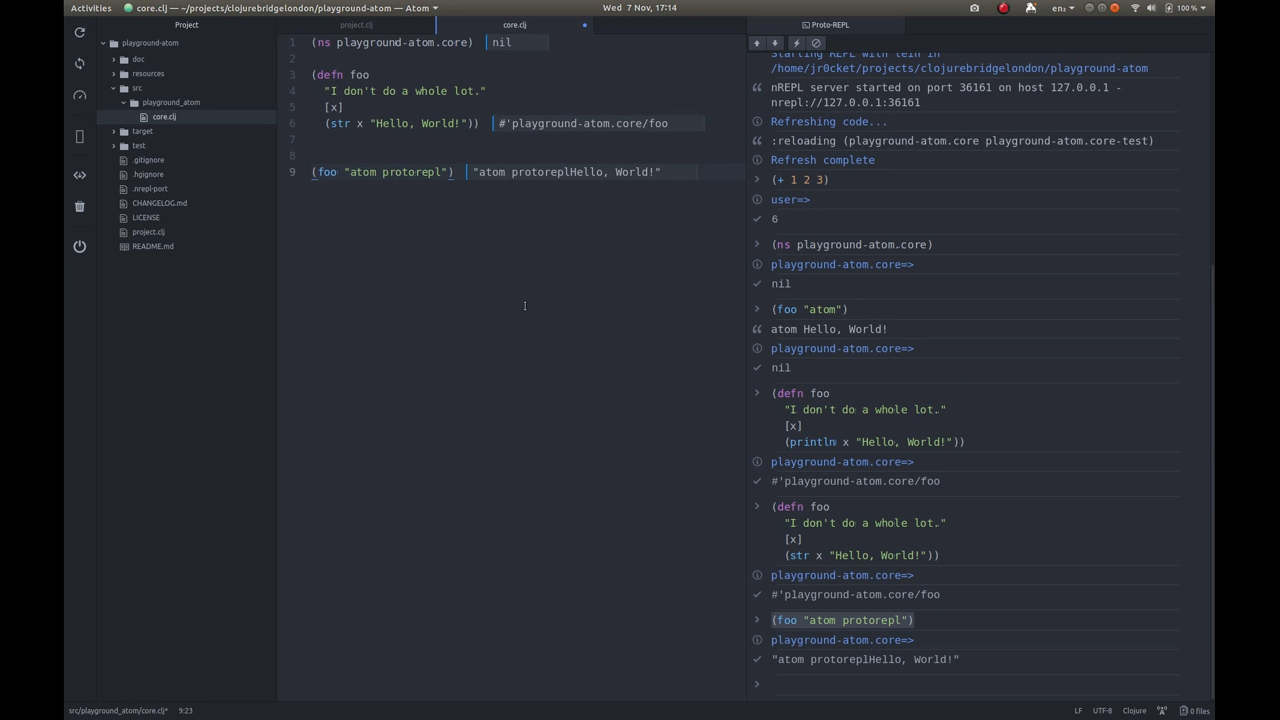 Activities
core.clj — ~/projects/clojurebridgelondon/playground-atom — Atom
Wed 7 Nov, 17:14
en₂
100 %
Project
playground-atom
doc
resources
src
playground_atom
core.clj
target
test
.gitignore
.hgignore
.nrepl-port
CHANGELOG.md
LICENSE
project.clj
README.md
project.clj
core.clj
1 (ns playground-atom.core) nil
2
3 (defn foo
4 "I don't do a whole lot."
5 [x]
6 (str x "Hello, World!")) #'playground-atom.core/foo
7
8
9 (foo "atom protorepl") "atom protoreplHello, World!"
Proto-REPL
Starting REPL with lein in
/home/jr0cket/projects/clojurebridgelondon/playground-atom
nREPL server started on port 36161 on host 127.0.0.1 -
nrepl://127.0.0.1:36161
Refreshing code...
:reloading (playground-atom.core playground-atom.core-test)
Refresh complete
(+ 1 2 3)
user=>
6
(ns playground-atom.core)
playground-atom.core=>
nil
(foo "atom")
atom Hello, World!
playground-atom.core=>
nil
(defn foo
"I don't do a whole lot."
[x]
(println x "Hello, World!"))
playground-atom.core=>
#'playground-atom.core/foo
(defn foo
"I don't do a whole lot."
[x]
(str x "Hello, World!"))
playground-atom.core=>
#'playground-atom.core/foo
(foo "atom protorepl")
playground-atom.core=>
"atom protoreplHello, World!"
src/playground_atom/core.clj* 9:23
LF UTF-8 Clojure 0 files